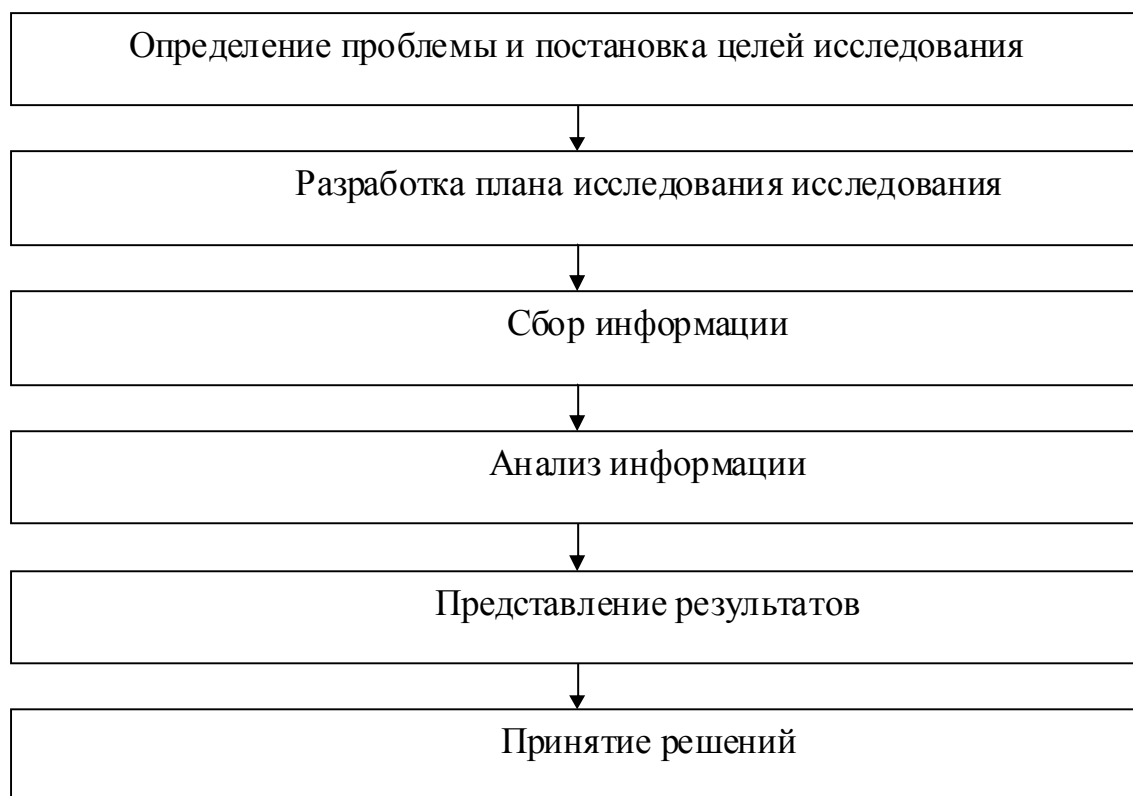 Определение проблемы и постановка целей исследования
Разработка плана исследования исследования
Сбор информации
Анализ информации
Представление результатов
Принятие решений